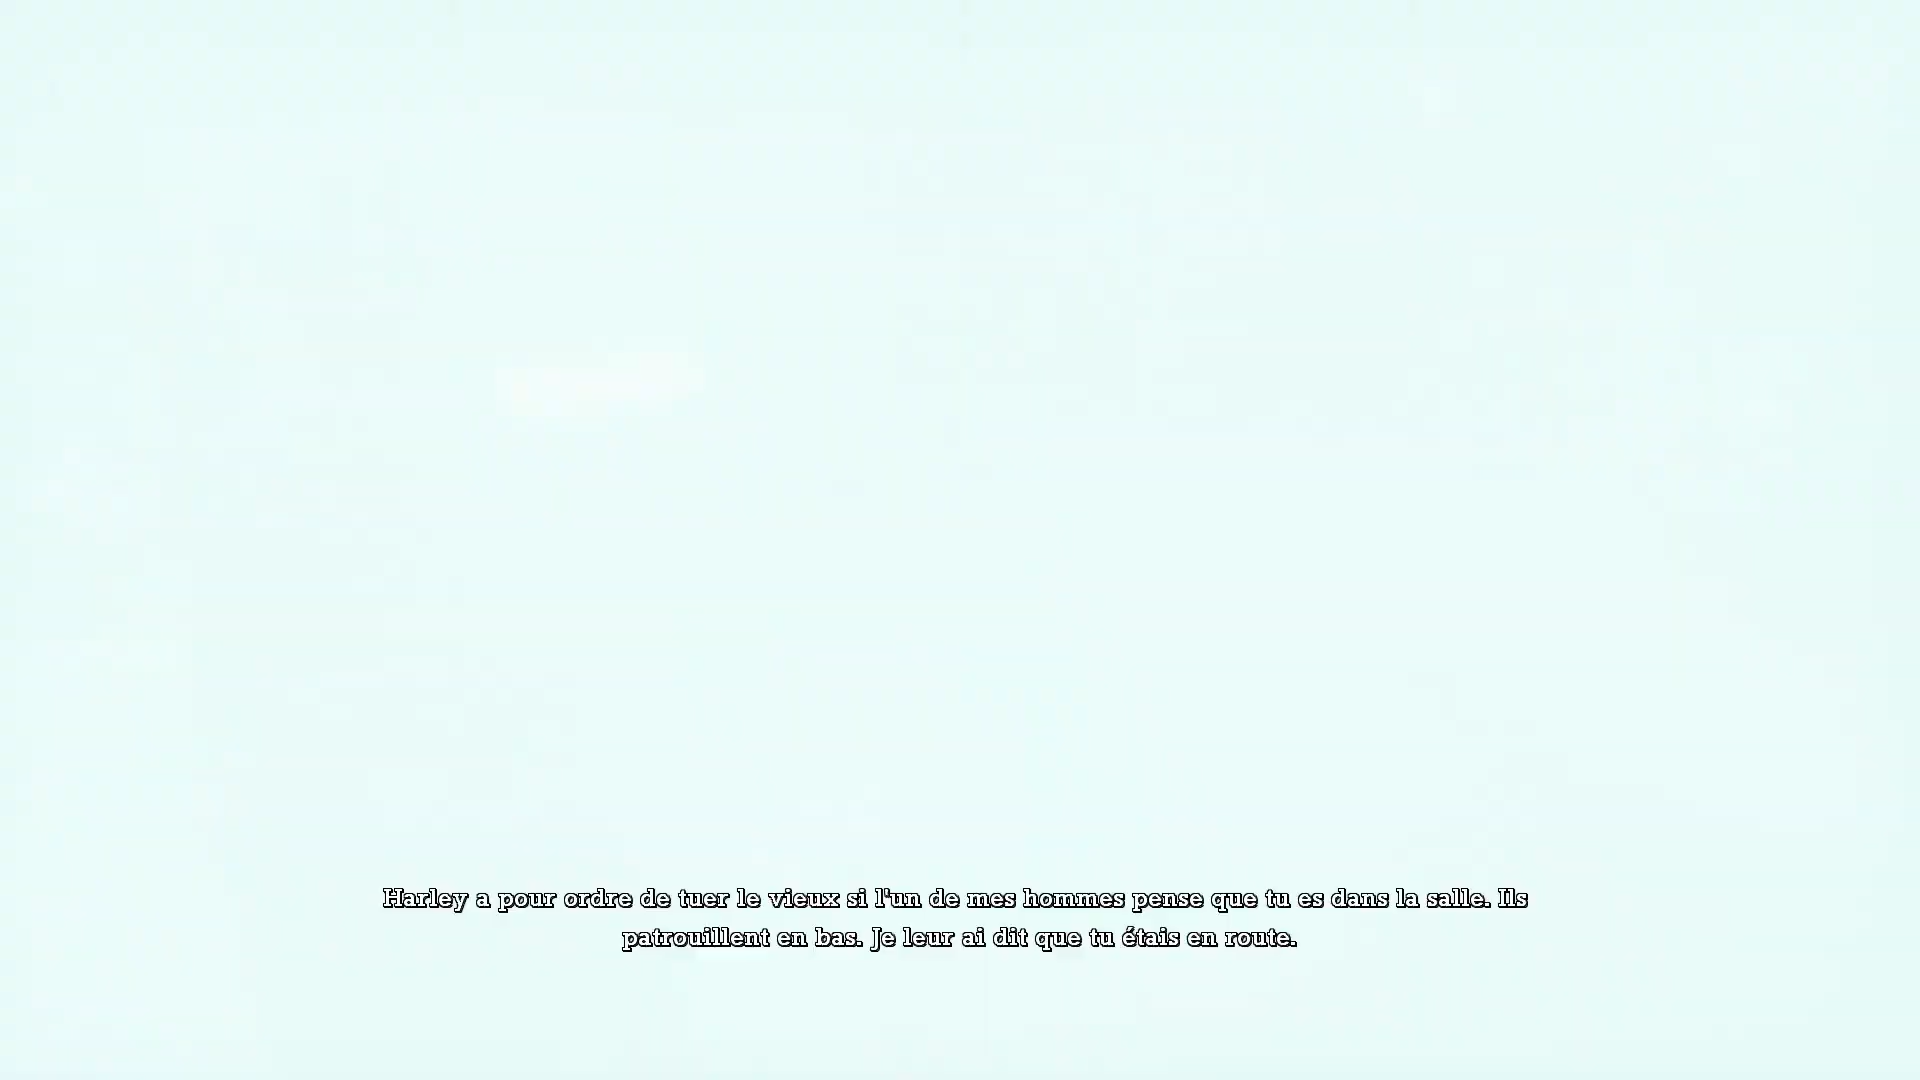 Harley a pour ordre de tuer le vieux si l'un de mes hommes pense que tu es dans la salle. Ils
patrouillent en bas. Je leur ai dit que tu étais en route.